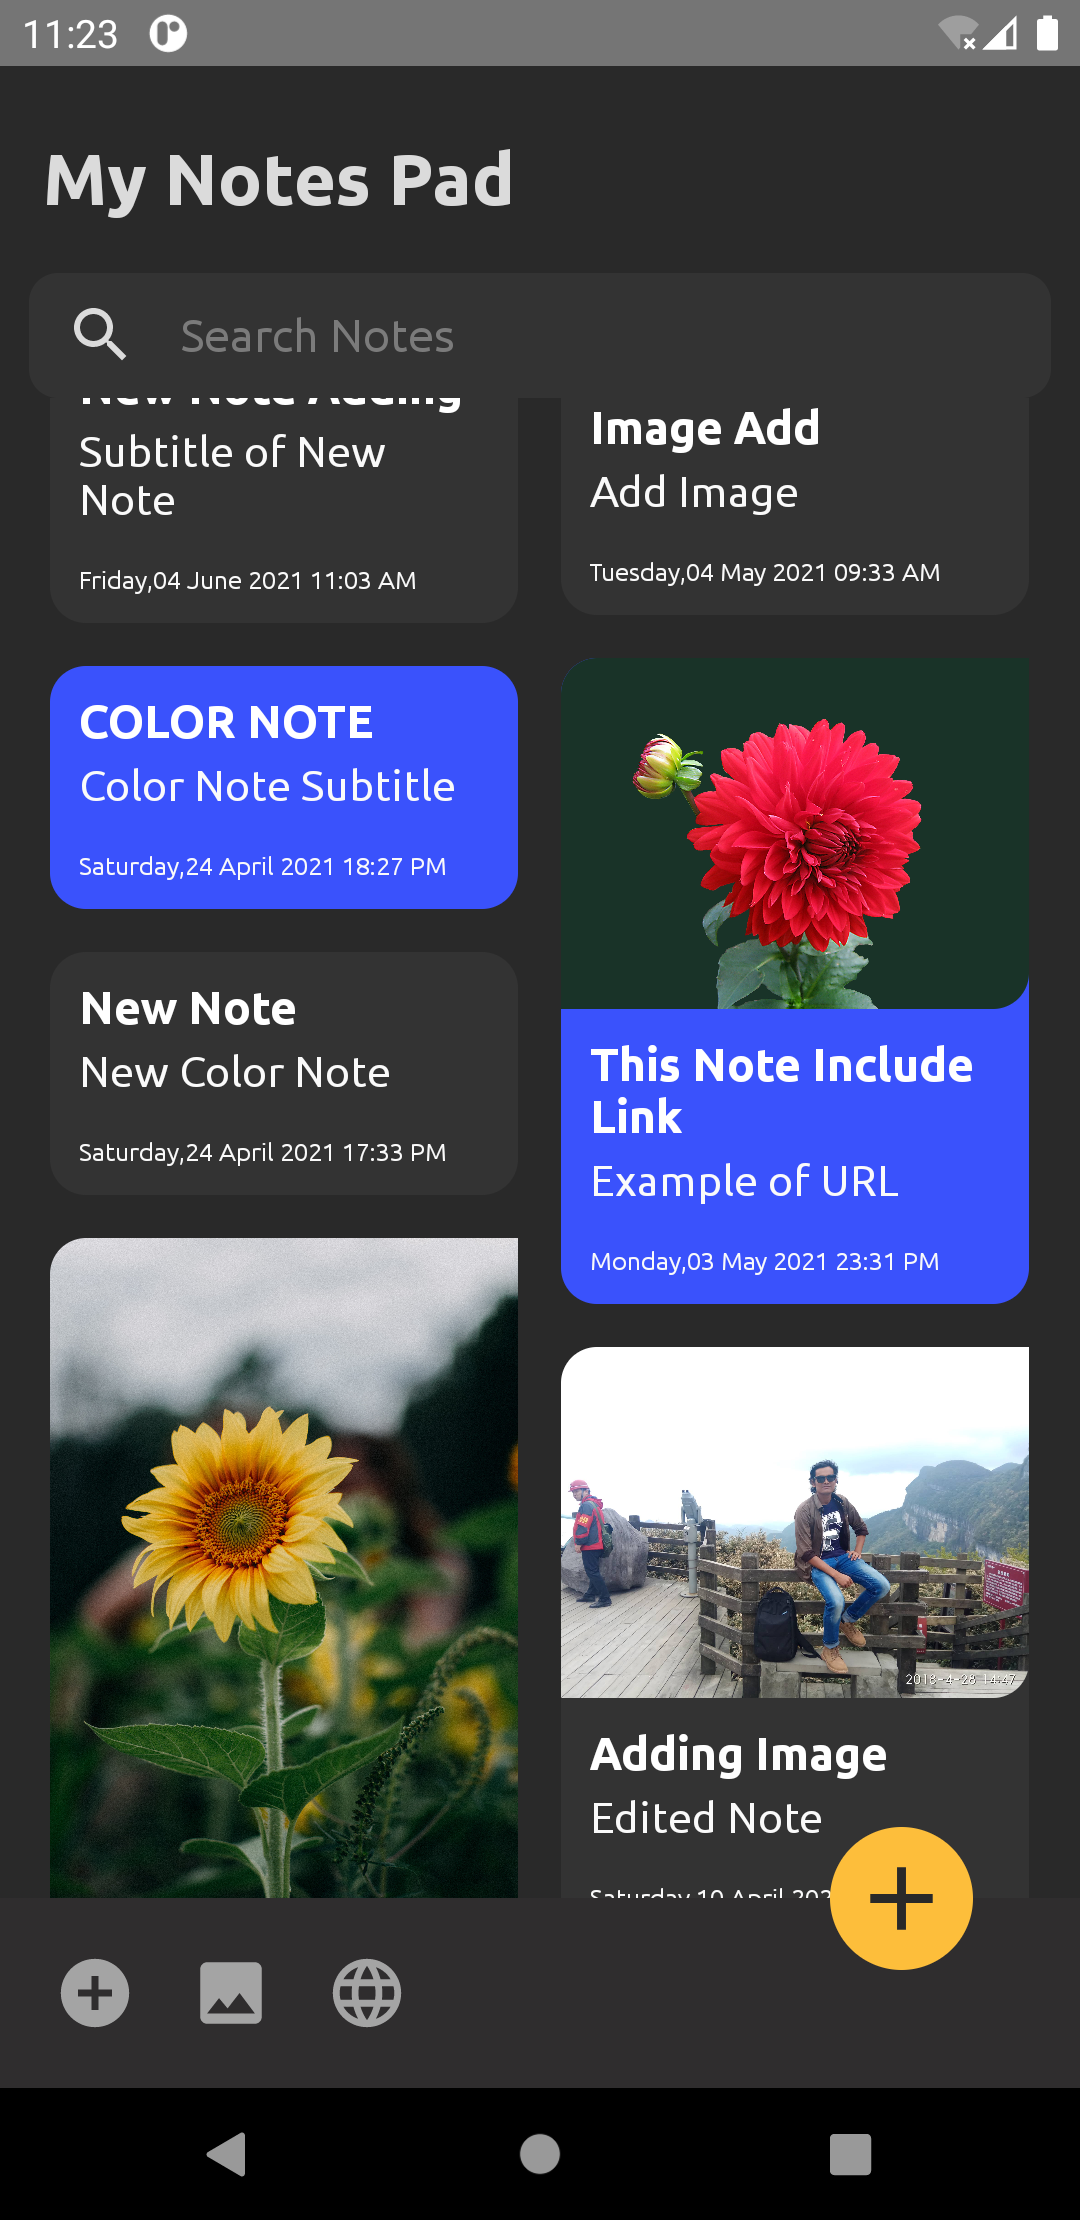 11:23
My Notes Pad
Search Notes
New Note Adding
Subtitle of New
Note
Friday,04 June 2021 11:03 AM
Image Add
Add Image
Tuesday,04 May 2021 09:33 AM
COLOR NOTE
Color Note Subtitle
Saturday,24 April 2021 18:27 PM
New Note
New Color Note
Saturday,24 April 2021 17:33 PM
This Note Include
Link
Example of URL
Monday,03 May 2021 23:31 PM
2018-4-28 14:47
Adding Image
Edited Note
Saturday,10 April